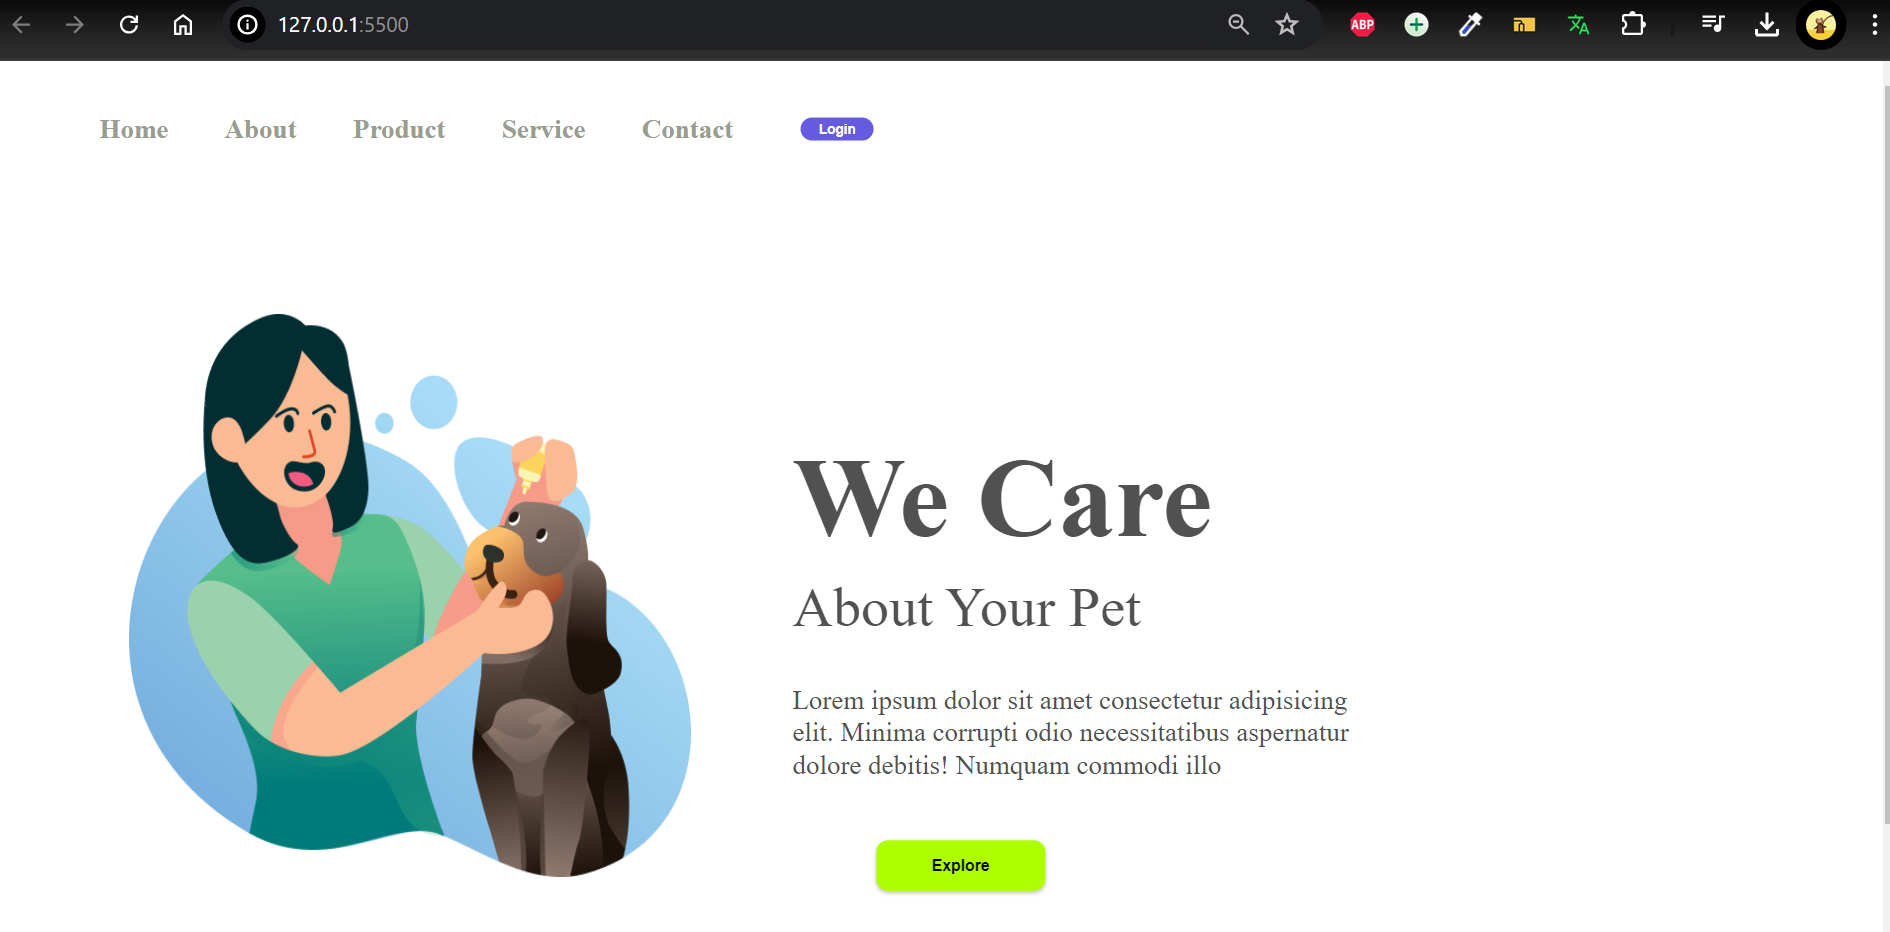 127.0.0.1:5500
ABP
Home About Product Service Contact Login
We Care
About Your Pet
Lorem ipsum dolor sit amet consectetur adipisicing
elit. Minima corrupti odio necessitatibus aspernatur
dolore debitis! Numquam commodi illo
Explore